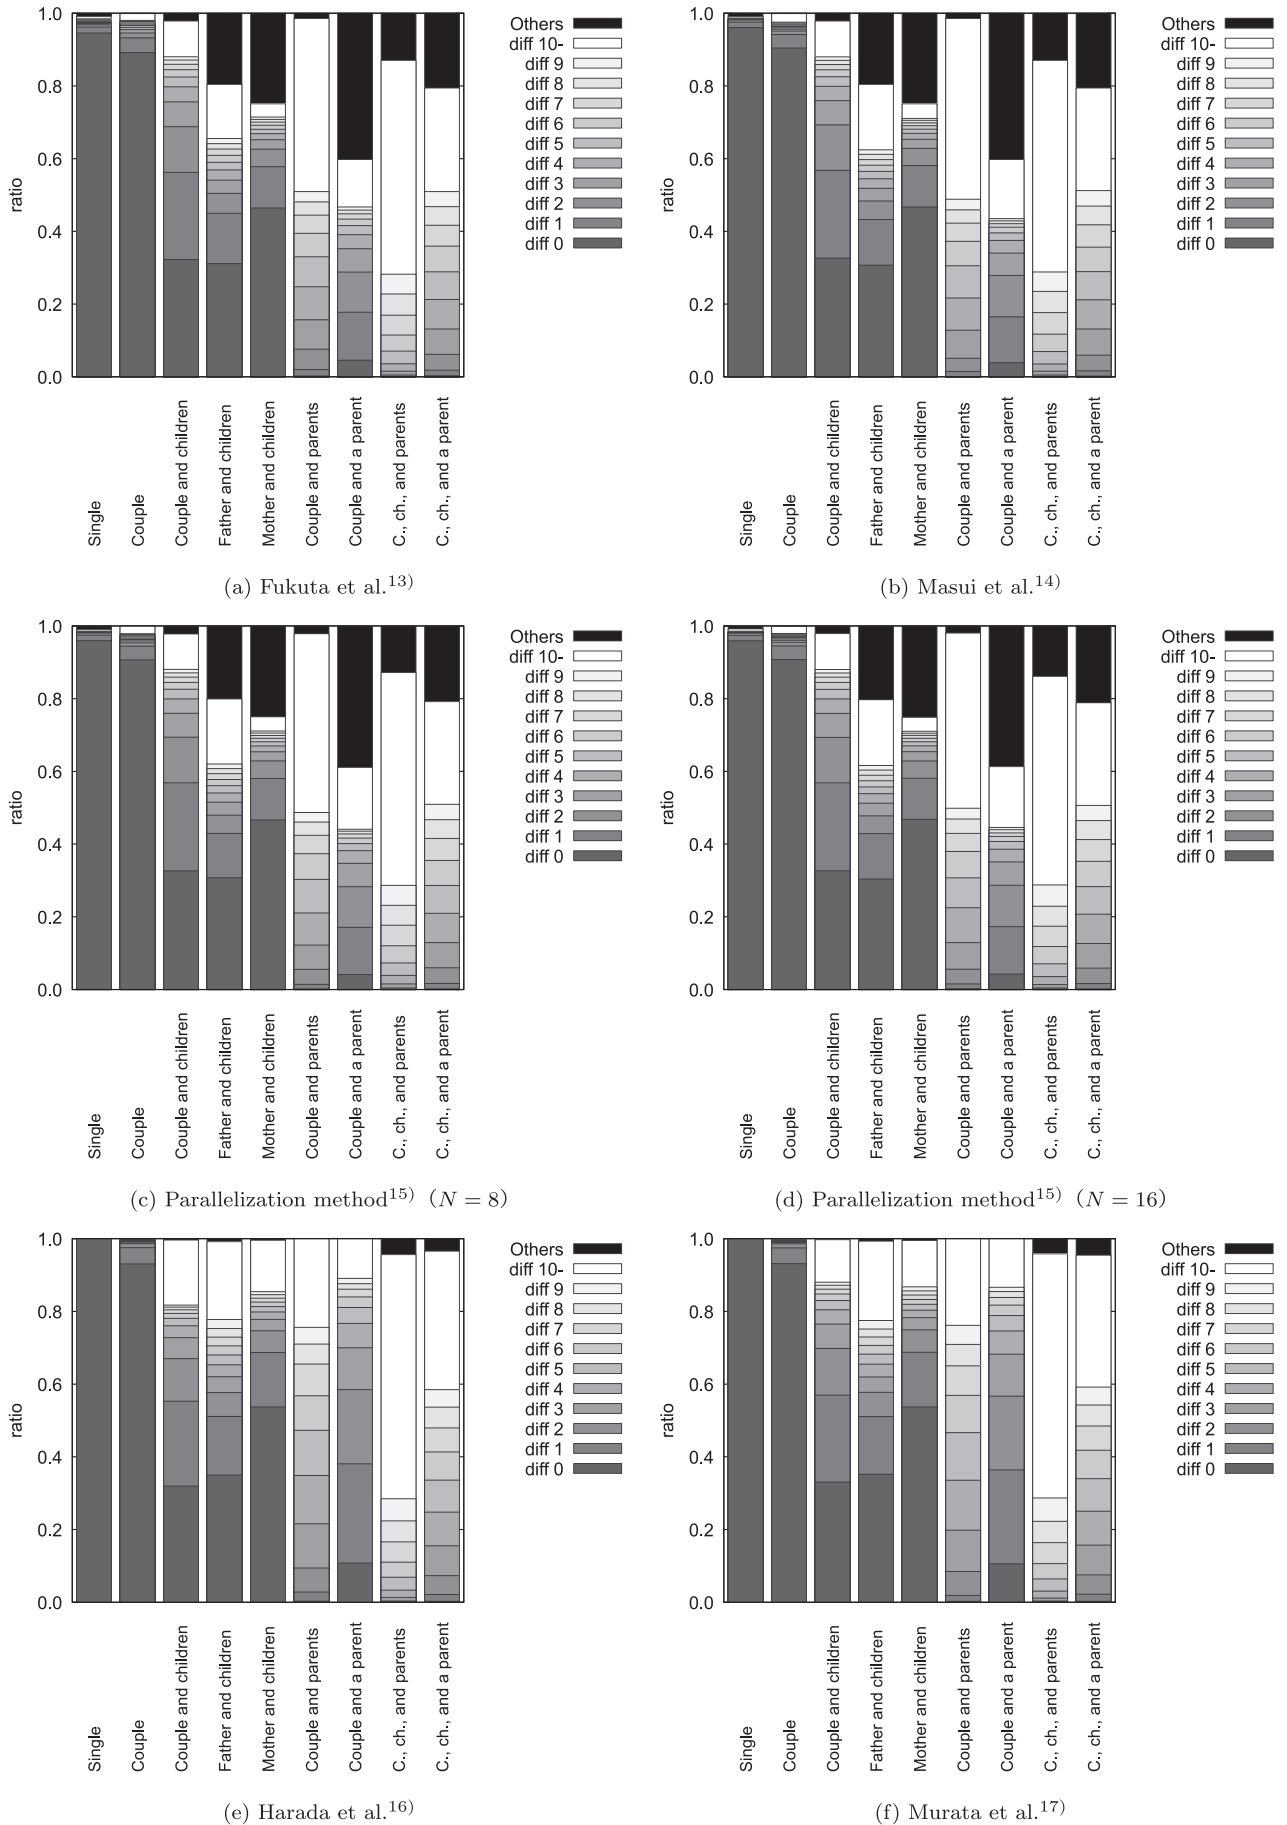 1.0
0.8
0.6
0.4
0.2
0.0
ratio
Others
diff 10-
diff 9
diff 8
diff 7
diff 6
diff 5
diff 4
diff 3
diff 2
diff 1
diff 0
Single
Couple
Couple and children
Father and children
Mother and children
Couple and parents
Couple and a parent
C., ch., and parents
C., ch., and a parent
(a) Fukuta et al.13)
1.0
0.8
0.6
0.4
0.2
0.0
ratio
Others
diff 10-
diff 9
diff 8
diff 7
diff 6
diff 5
diff 4
diff 3
diff 2
diff 1
diff 0
Single
Couple
Couple and children
Father and children
Mother and children
Couple and parents
Couple and a parent
C., ch., and parents
C., ch., and a parent
(b) Masui et al.14)
1.0
0.8
0.6
0.4
0.2
0.0
ratio
Others
diff 10-
diff 9
diff 8
diff 7
diff 6
diff 5
diff 4
diff 3
diff 2
diff 1
diff 0
Single
Couple
Couple and children
Father and children
Mother and children
Couple and parents
Couple and a parent
C., ch., and parents
C., ch., and a parent
(c) Parallelization method15) （N = 8）
1.0
0.8
0.6
0.4
0.2
0.0
ratio
Others
diff 10-
diff 9
diff 8
diff 7
diff 6
diff 5
diff 4
diff 3
diff 2
diff 1
diff 0
Single
Couple
Couple and children
Father and children
Mother and children
Couple and parents
Couple and a parent
C., ch., and parents
C., ch., and a parent
(d) Parallelization method15) （N = 16）
1.0
0.8
0.6
0.4
0.2
0.0
ratio
Others
diff 10-
diff 9
diff 8
diff 7
diff 6
diff 5
diff 4
diff 3
diff 2
diff 1
diff 0
Single
Couple
Couple and children
Father and children
Mother and children
Couple and parents
Couple and a parent
C., ch., and parents
C., ch., and a parent
(e) Harada et al.16)
1.0
0.8
0.6
0.4
0.2
0.0
ratio
Others
diff 10-
diff 9
diff 8
diff 7
diff 6
diff 5
diff 4
diff 3
diff 2
diff 1
diff 0
Single
Couple
Couple and children
Father and children
Mother and children
Couple and parents
Couple and a parent
C., ch., and parents
C., ch., and a parent
(f) Murata et al.17)